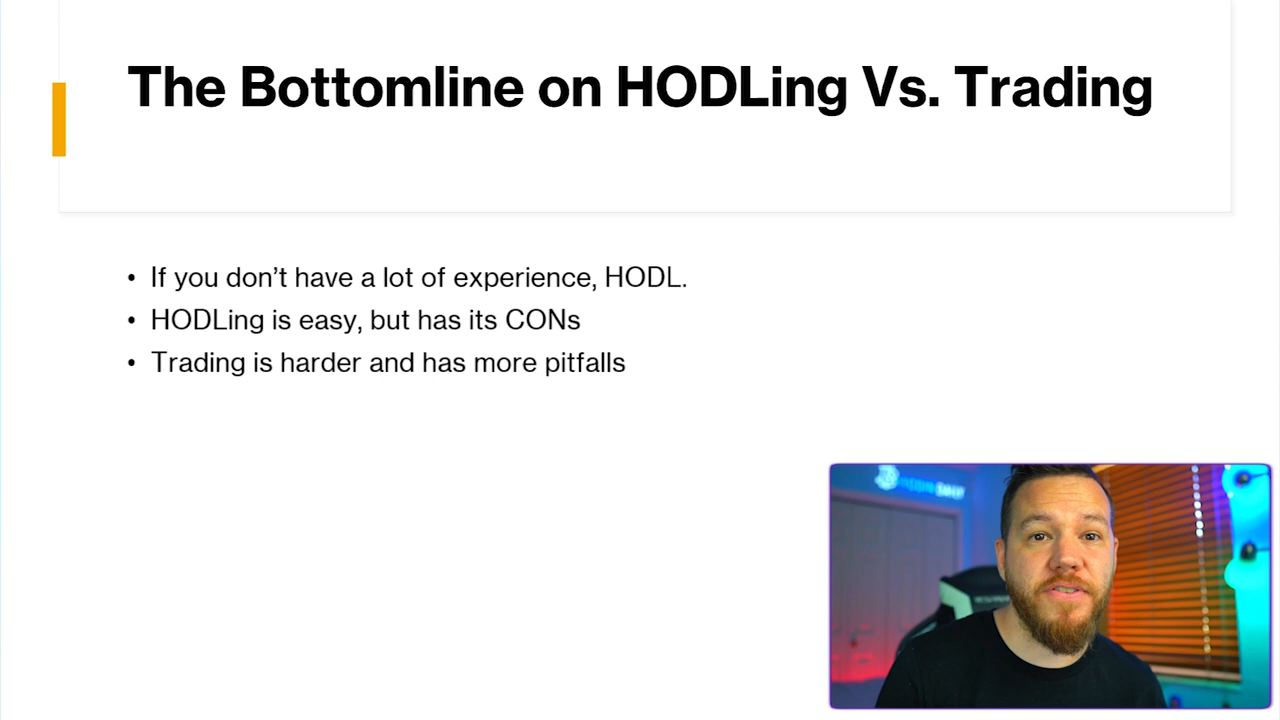 The Bottomline on HODLing Vs. Trading
• If you don’t have a lot of experience, HODL.
• HODLing is easy, but has its CONs
• Trading is harder and has more pitfalls